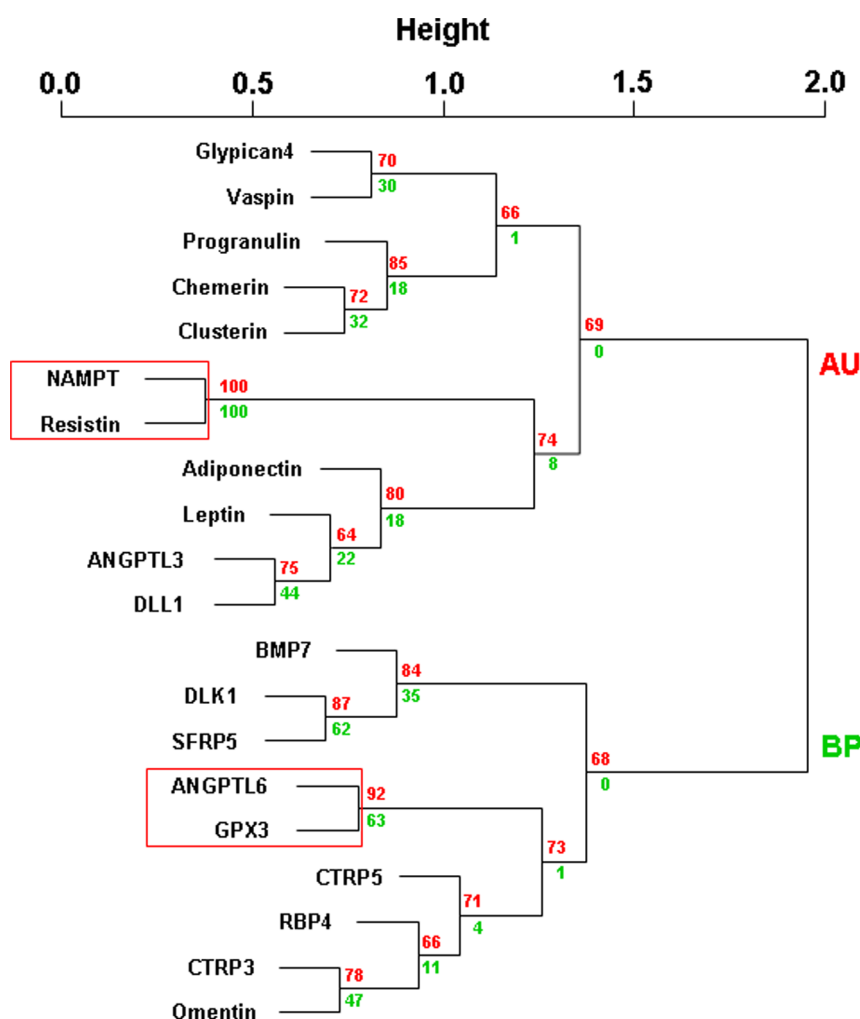 Height
0.0 0.5 1.0 1.5 2.0
Glypican4
70
30
Vaspin
66
1
Progranulin
85
18
Chemerin
72
32
Clusterin
69
0
AU
NAMPT
100
100
Resistin
74
8
Adiponectin
80
18
Leptin
64
22
ANGPTL3
75
44
DLL1
BMP7
84
35
DLK1
87
62
SFRP5
BP
68
0
ANGPTL6
92
63
GPX3
73
1
CTRP5
71
4
RBP4
66
11
CTRP3
78
47
Omentin